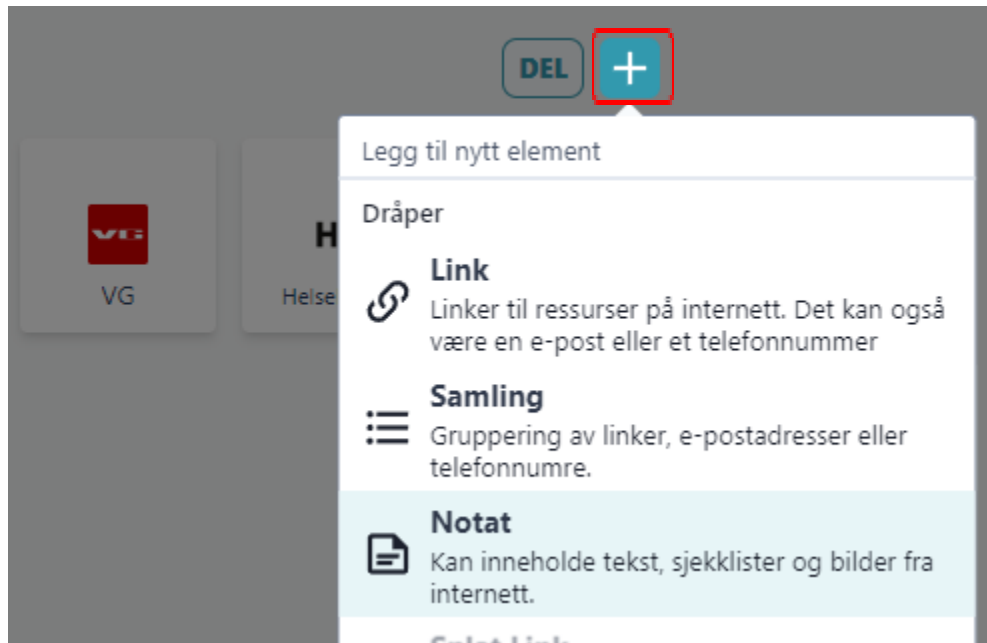 DEL
Legg til nytt element
Dråper
VG
VG
H
Helse
Link
Linker til ressurser på internett. Det kan også
være en e-post eller et telefonnummer
Samling
Gruppering av linker, e-postadresser eller
telefonnumre.
Notat
Kan inneholde tekst, sjekklister og bilder fra
internett.